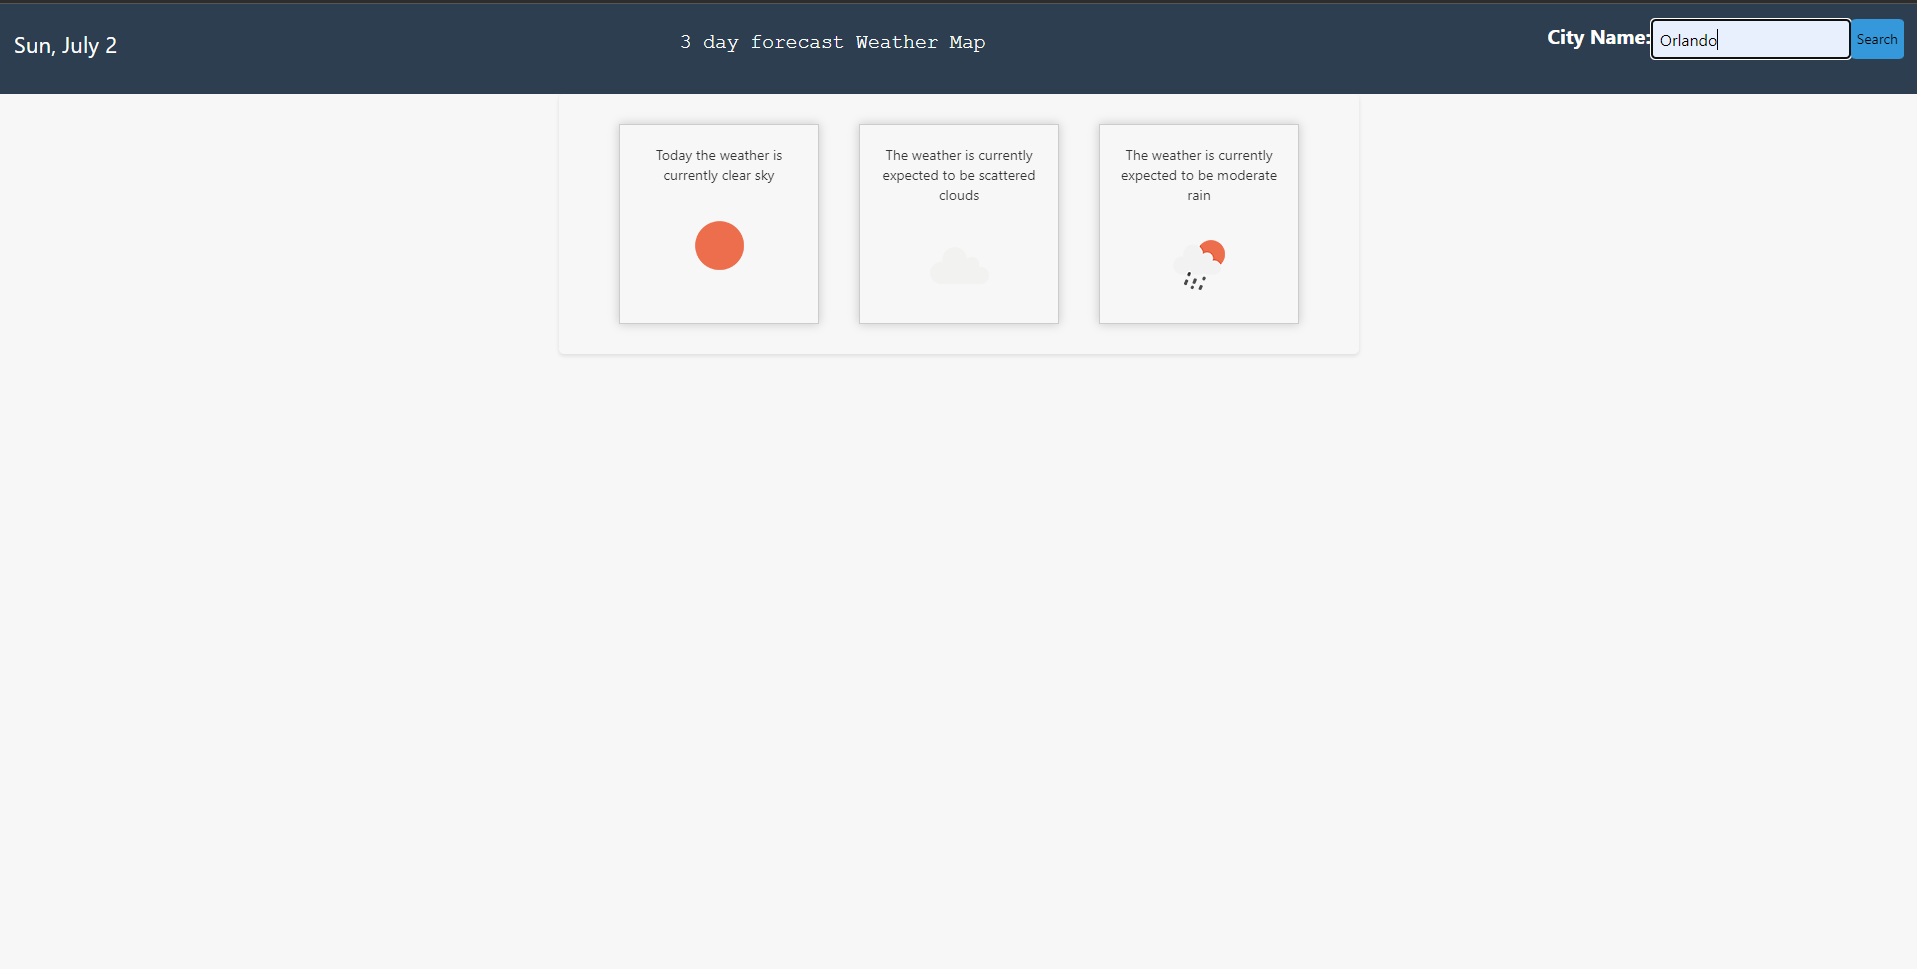 Sun, July 2
3 day forecast Weather Map
City Name:
Orlando
Search
Today the weather is
currently clear sky
The weather is currently
expected to be scattered
clouds
The weather is currently
expected to be moderate
rain